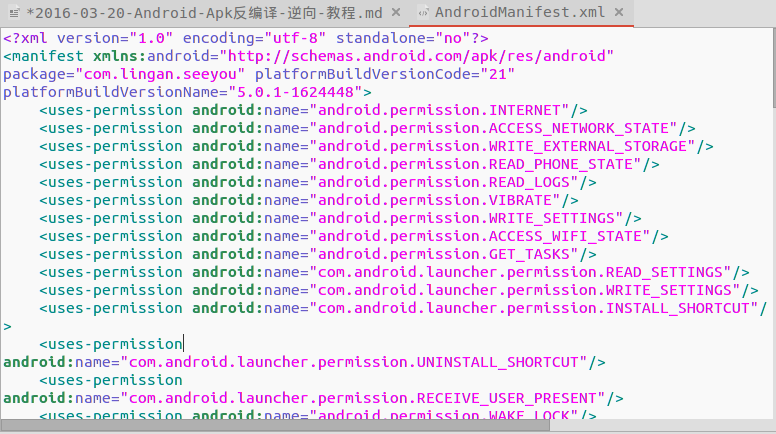 *2016-03-20-Android-Apk反编译-逆向-教程.md
AndroidManifest.xml
<?xml version="1.0" encoding="utf-8" standalone="no"?>
<manifest xmlns:android="http://schemas.android.com/apk/res/android"
package="com.lingan.seeyou" platformBuildVersionCode="21"
platformBuildVersionName="5.0.1-1624448">
<uses-permission android:name="android.permission.INTERNET"/>
<uses-permission android:name="android.permission.ACCESS_NETWORK_STATE"/>
<uses-permission android:name="android.permission.WRITE_EXTERNAL_STORAGE"/>
<uses-permission android:name="android.permission.READ_PHONE_STATE"/>
<uses-permission android:name="android.permission.READ_LOGS"/>
<uses-permission android:name="android.permission.VIBRATE"/>
<uses-permission android:name="android.permission.WRITE_SETTINGS"/>
<uses-permission android:name="android.permission.ACCESS_WIFI_STATE"/>
<uses-permission android:name="android.permission.GET_TASKS"/>
<uses-permission android:name="com.android.launcher.permission.READ_SETTINGS"/>
<uses-permission android:name="com.android.launcher.permission.WRITE_SETTINGS"/>
<uses-permission android:name="com.android.launcher.permission.INSTALL_SHORTCUT"/
>
<uses-permission
android:name="com.android.launcher.permission.UNINSTALL_SHORTCUT"/>
<uses-permission
android:name="com.android.launcher.permission.RECEIVE_USER_PRESENT"/>
<uses-permission android:name="android.permission.WAKE_LOCK"/>